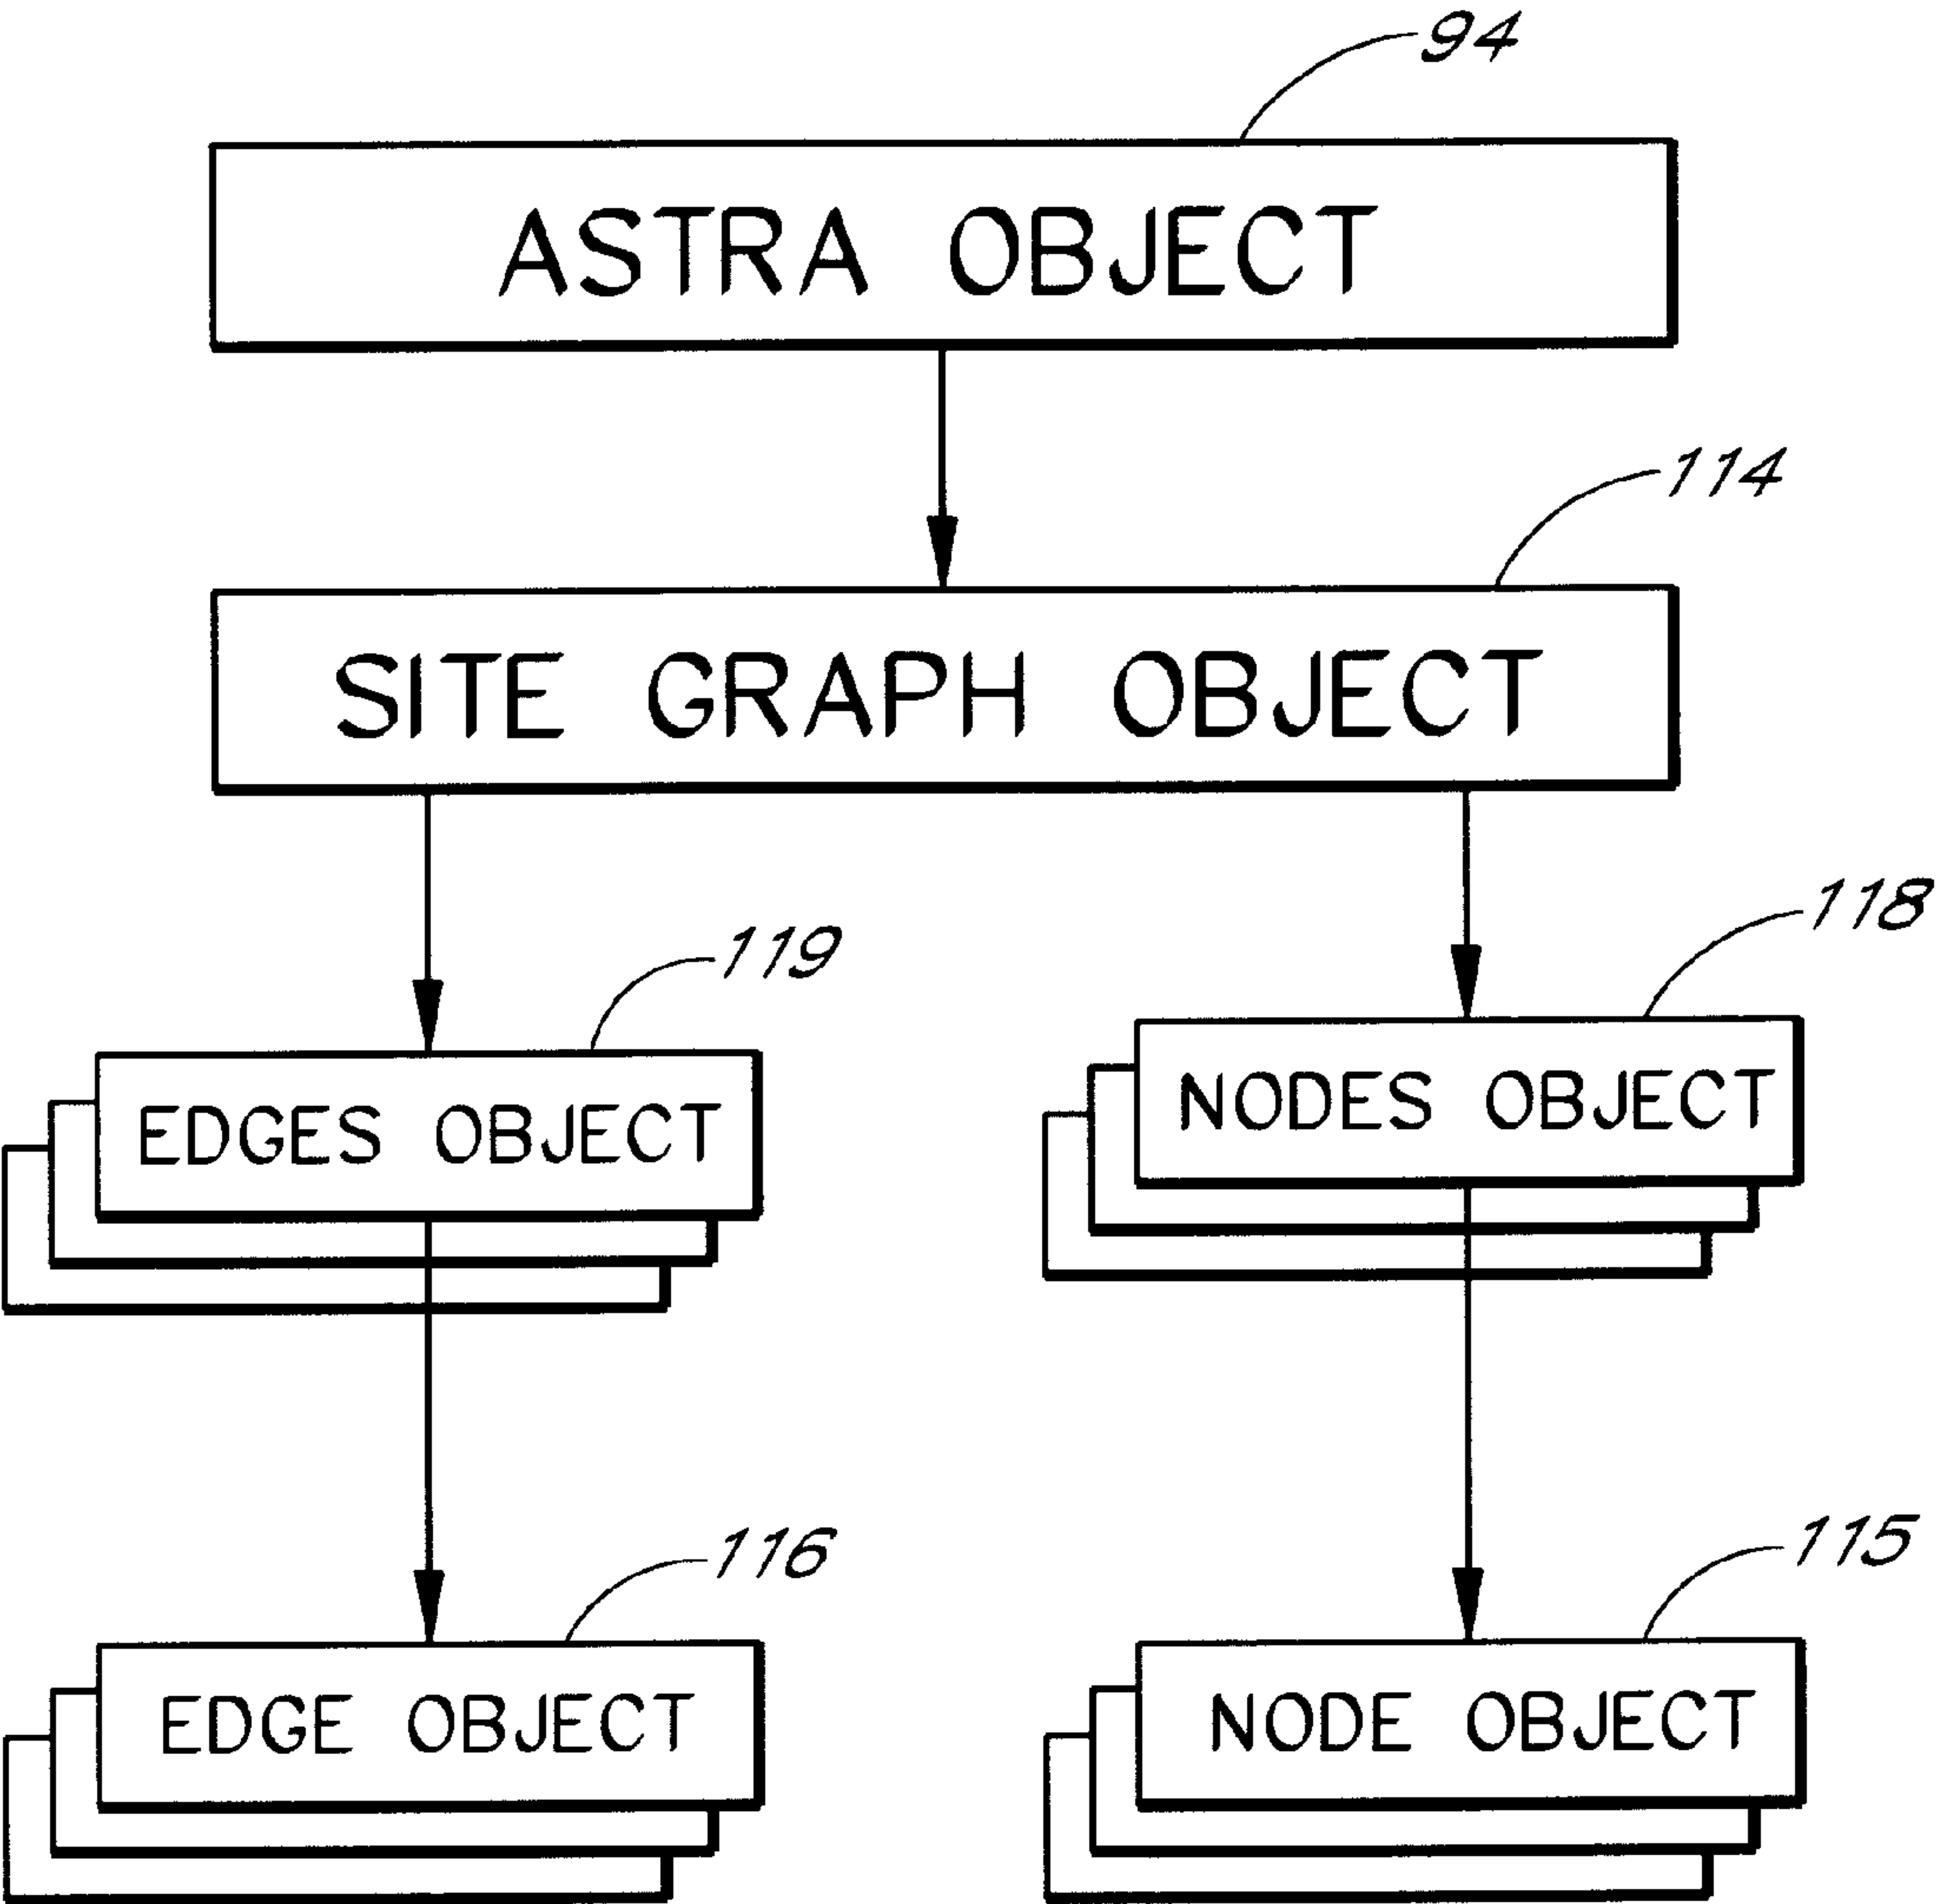 94
ASTRA OBJECT
114
SITE GRAPH OBJECT
118
119
NODES OBJECT
EDGES OBJECT
115
116
EDGE OBJECT
NODE OBJECT